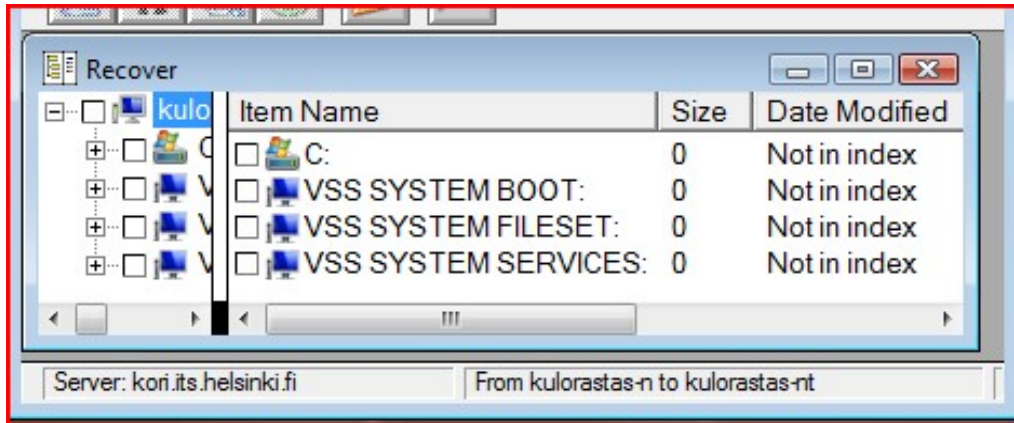 Recover
kulo
Item Name Size Date Modified
C: 0 Not in index
VSS SYSTEM BOOT: 0 Not in index
VSS SYSTEM FILESET: 0 Not in index
VSS SYSTEM SERVICES: 0 Not in index
Server: kori.its.helsinki.fi From kulorastas-n to kulorastas-nt